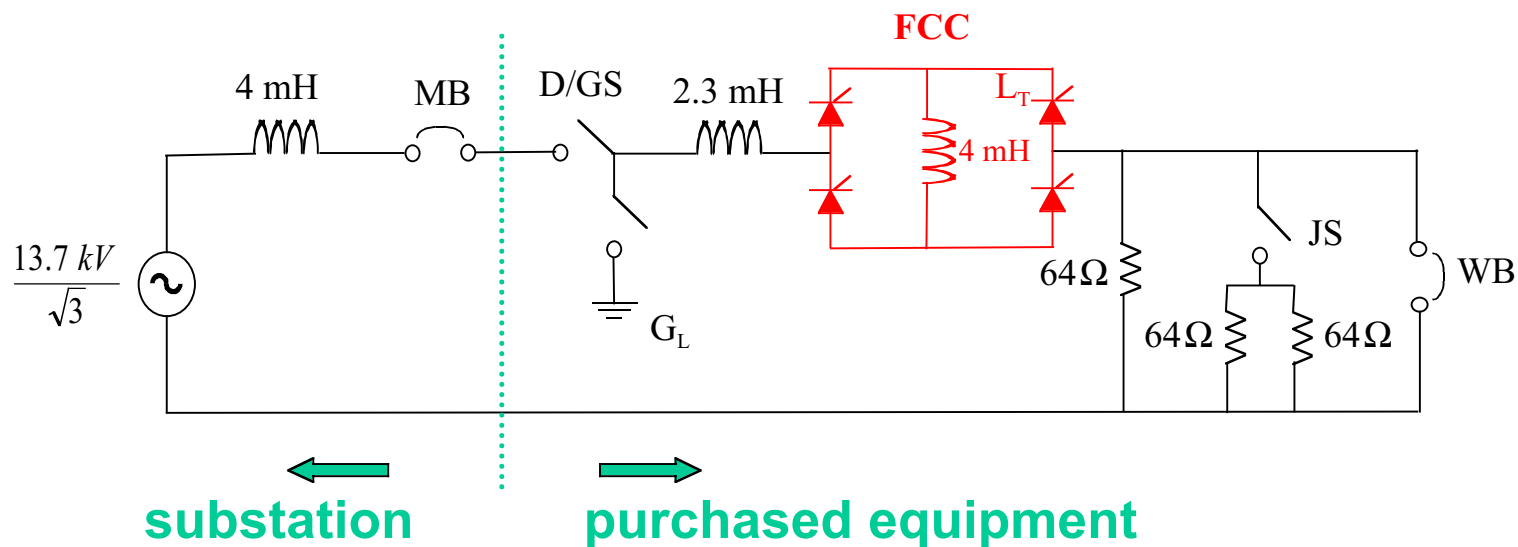 FCC
4 mH
MB
D/GS
2.3 mH
L_T
4 mH
13.7 kV
√3
G_L
64Ω
JS
64Ω
64Ω
WB
substation
purchased equipment